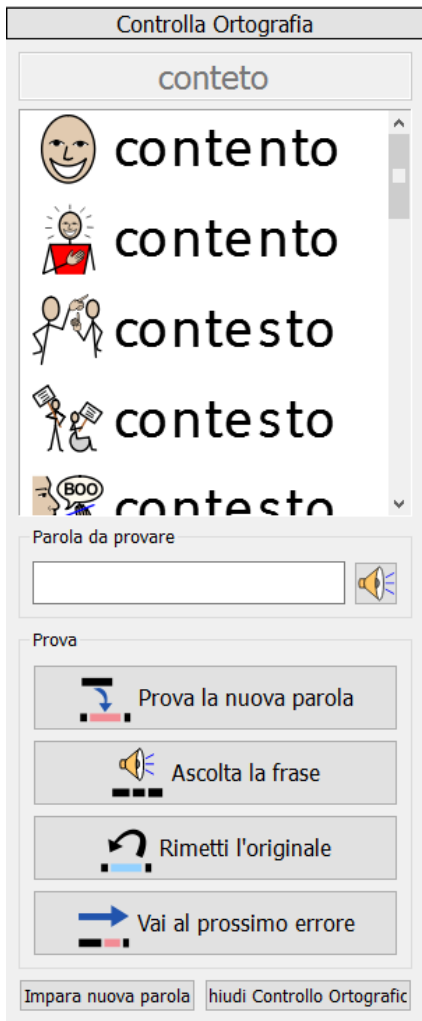 Controlla Ortografia
conteto
contento
contento
contesto
contesto
BOO
contesto
Parola da provare
Prova
Prova la nuova parola
Ascolta la frase
Rimetti l'originale
Vai al prossimo errore
Impara nuova parola hiudi Controllo Ortografic